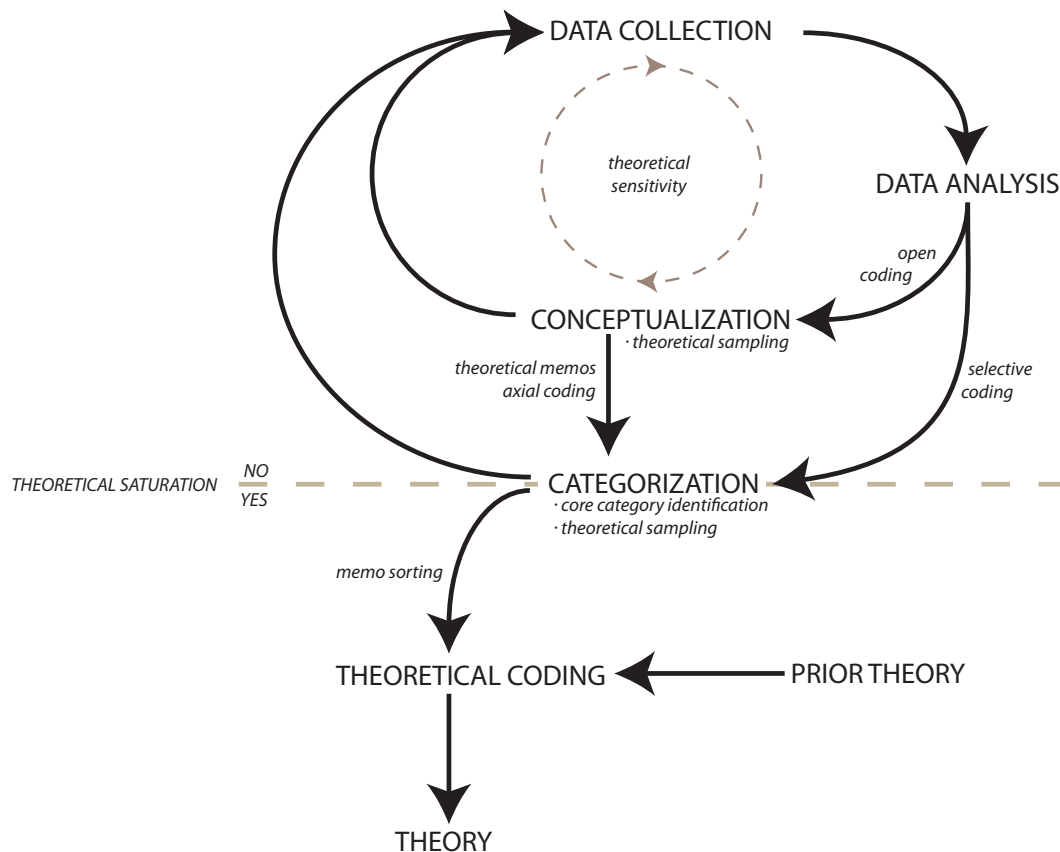 DATA COLLECTION
theoretical
sensitivity
DATA ANALYSIS
open
coding
CONCEPTUALIZATION
· theoretical sampling
theoretical memos
axial coding
selective
coding
THEORETICAL SATURATION
NO
YES
CATEGORIZATION
· core category identification
· theoretical sampling
memo sorting
THEORETICAL CODING
PRIOR THEORY
THEORY